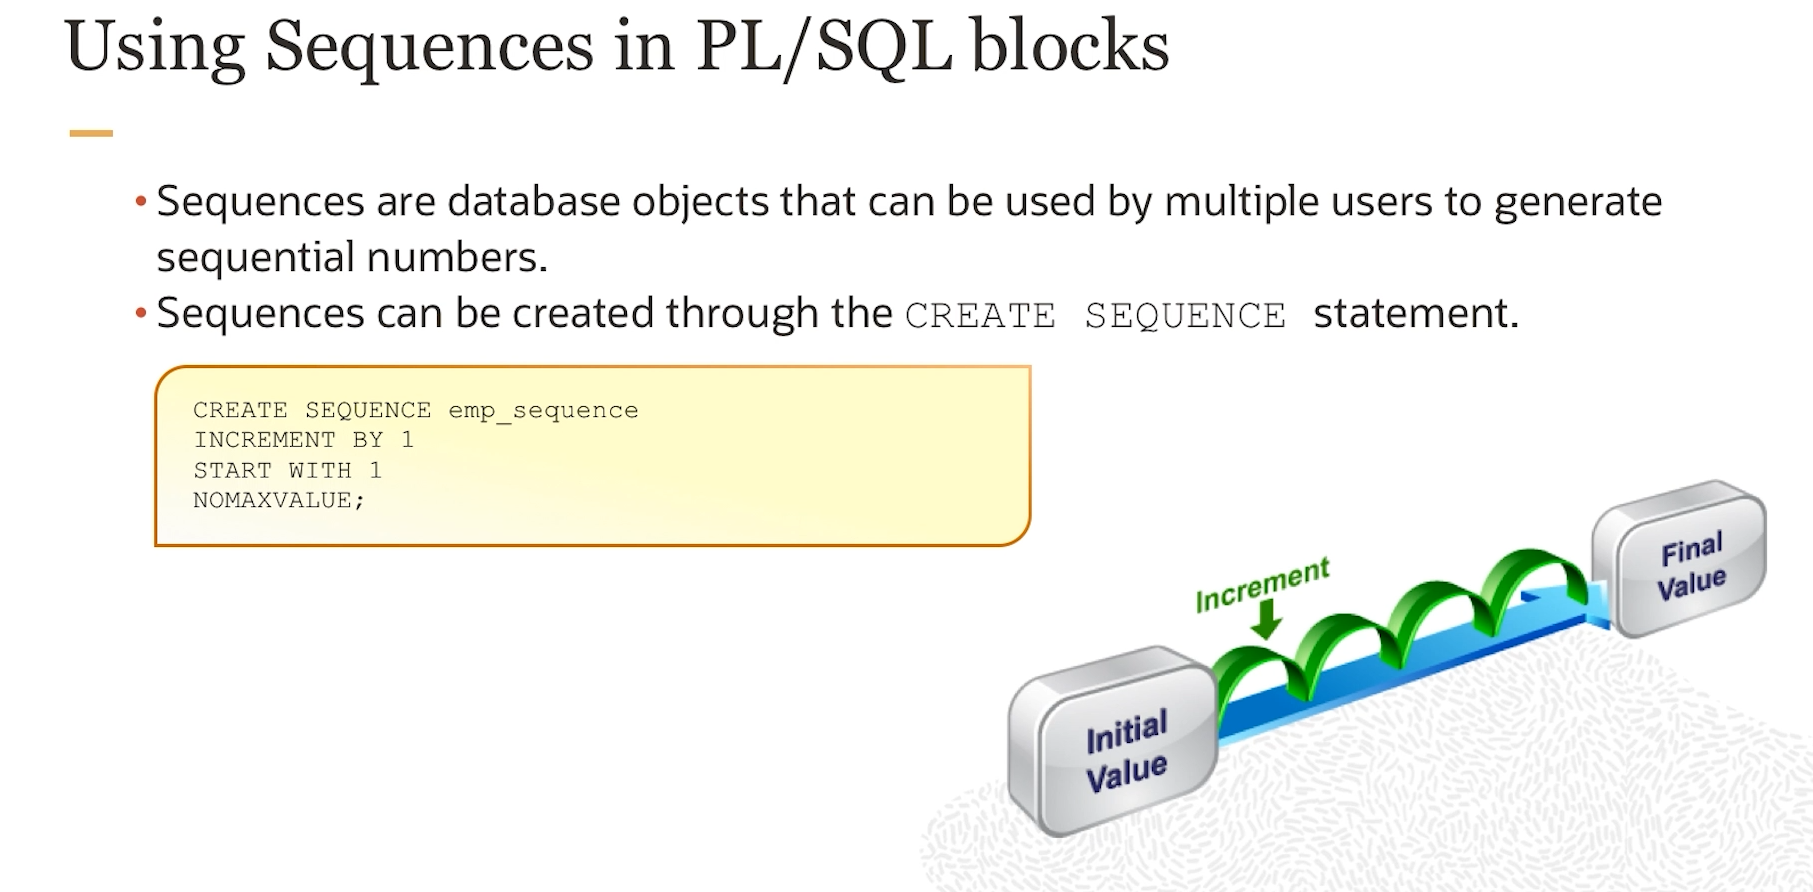 Using Sequences in PL/SQL blocks
• Sequences are database objects that can be used by multiple users to generate
sequential numbers.
• Sequences can be created through the CREATE SEQUENCE statement.
CREATE SEQUENCE emp_sequence
INCREMENT BY 1
START WITH 1
NOMAXVALUE;
Increment
Final
Value
Initial
Value